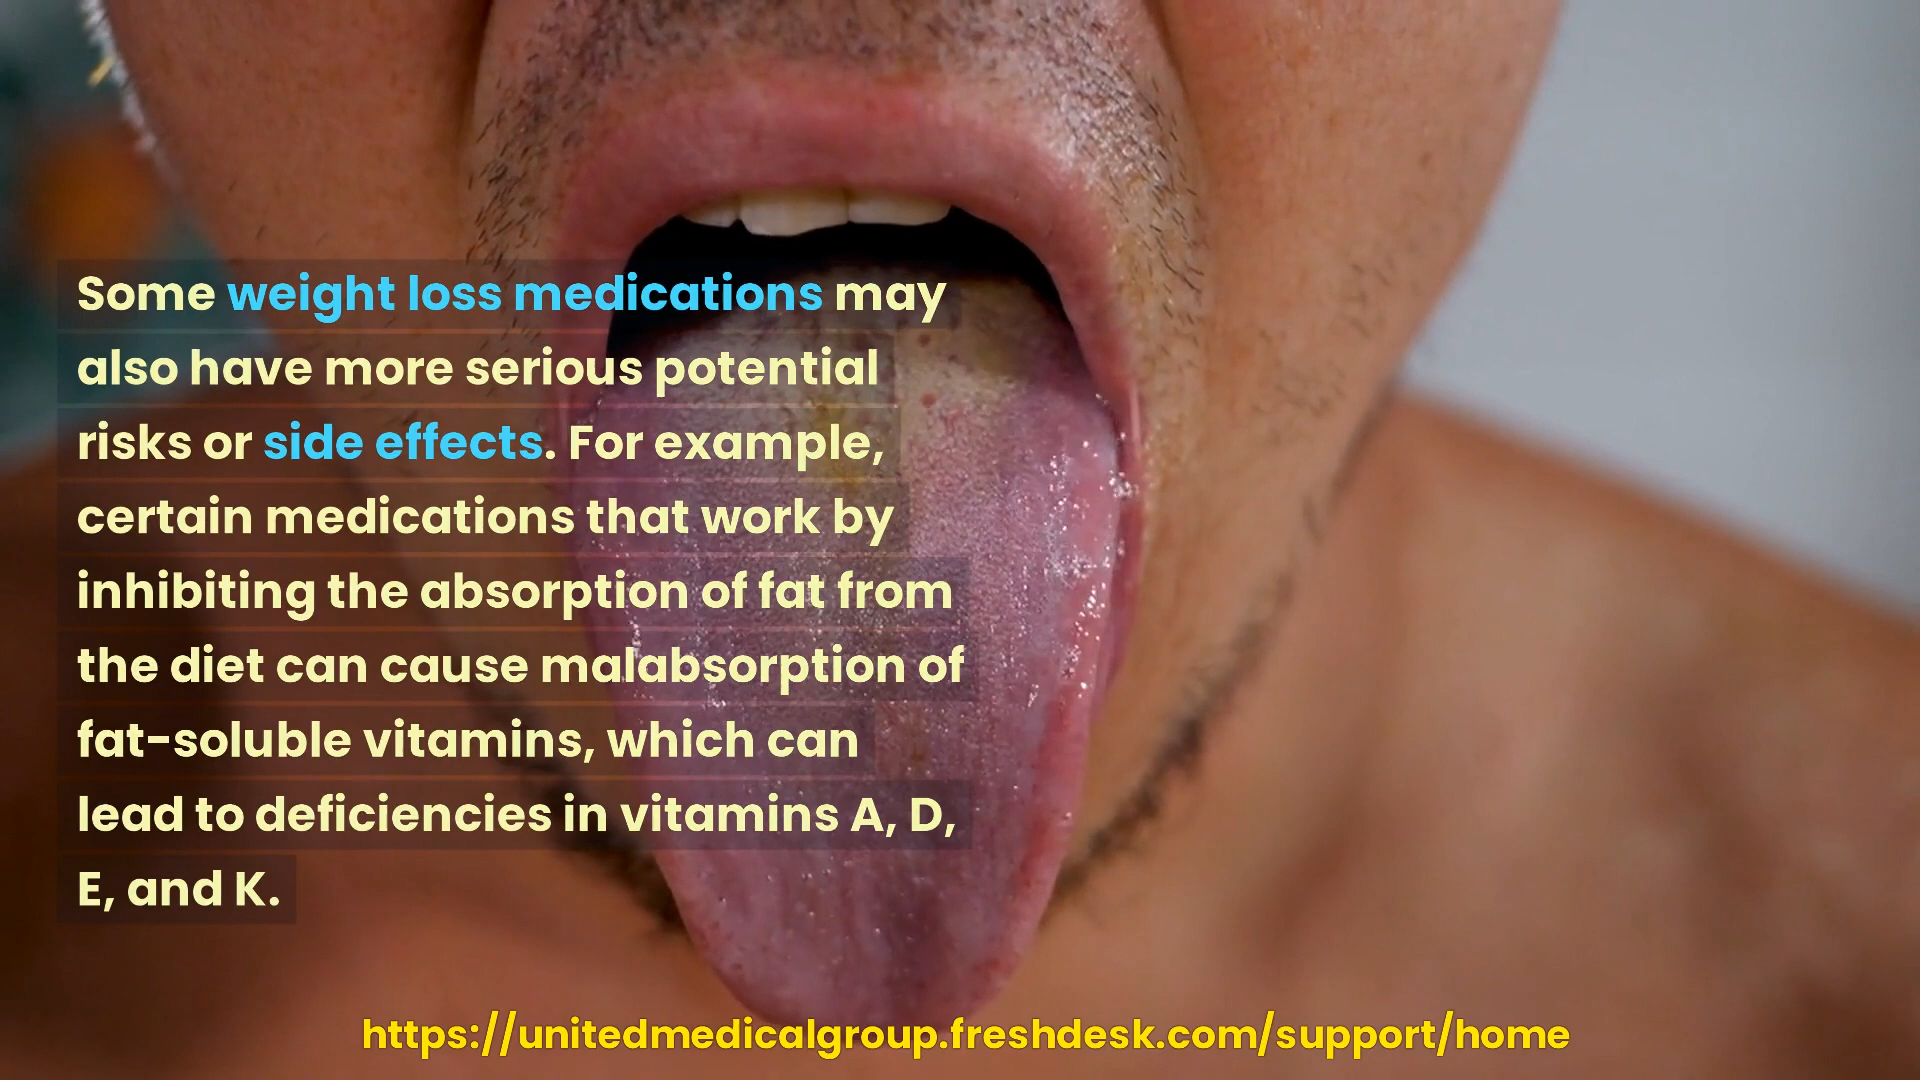 Some weight loss medications may
also have more serious potential
risks or side effects. For example,
certain medications that work by
inhibiting the absorption of fat from
the diet can cause malabsorption of
fat-soluble vitamins, which can
lead to deficiencies in vitamins A, D,
E, and K.
https://unitedmedicalgroup.freshdesk.com/support/home